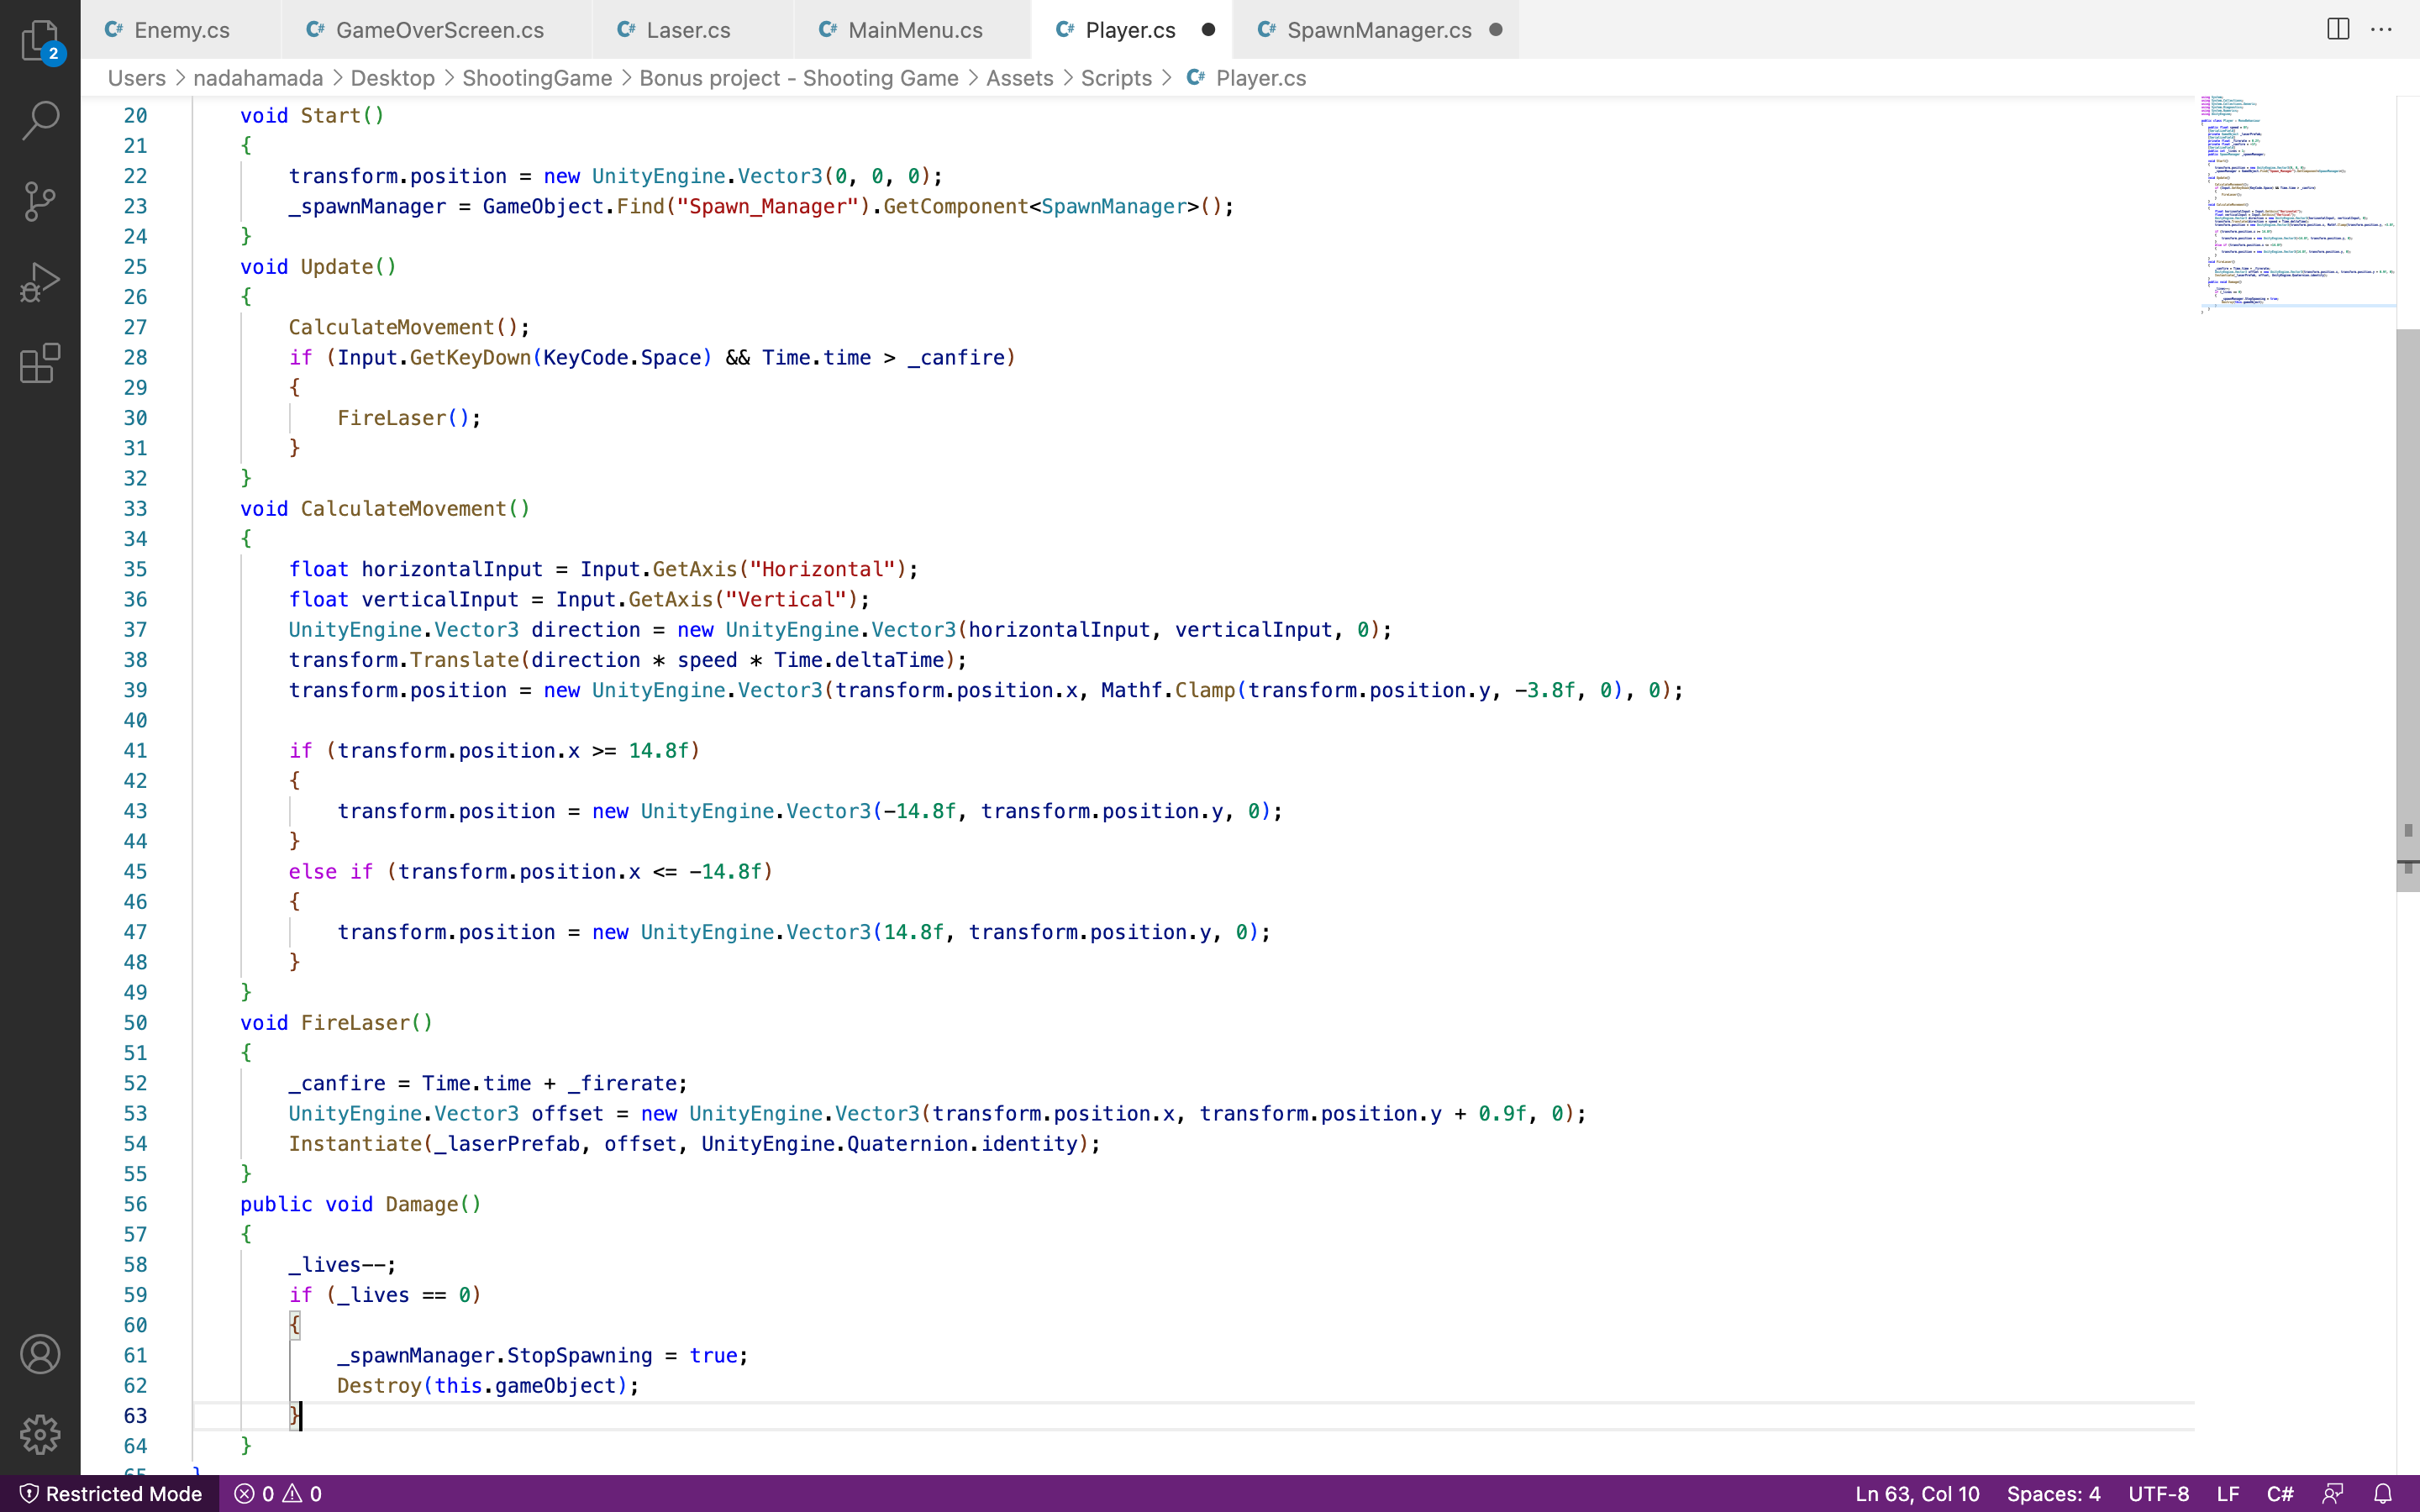 2
C# Enemy.cs C# GameOverScreen.cs C# Laser.cs C# MainMenu.cs C# Player.cs ● C# SpawnManager.cs ●
Users > nadahamada > Desktop > ShootingGame > Bonus project - Shooting Game > Assets > Scripts > C# Player.cs
20 void Start()
21 {
22 transform.position = new UnityEngine.Vector3(0, 0, 0);
23 _spawnManager = GameObject.Find("Spawn_Manager").GetComponent<SpawnManager>();
24 }
25 void Update()
26 {
27 CalculateMovement();
28 if (Input.GetKeyDown(KeyCode.Space) && Time.time > _canfire)
29 {
30 FireLaser();
31 }
32 }
33 void CalculateMovement()
34 {
35 float horizontalInput = Input.GetAxis("Horizontal");
36 float verticalInput = Input.GetAxis("Vertical");
37 UnityEngine.Vector3 direction = new UnityEngine.Vector3(horizontalInput, verticalInput, 0);
38 transform.Translate(direction * speed * Time.deltaTime);
39 transform.position = new UnityEngine.Vector3(transform.position.x, Mathf.Clamp(transform.position.y, -3.8f, 0), 0);
40
41 if (transform.position.x >= 14.8f)
42 {
43 transform.position = new UnityEngine.Vector3(-14.8f, transform.position.y, 0);
44 }
45 else if (transform.position.x <= -14.8f)
46 {
47 transform.position = new UnityEngine.Vector3(14.8f, transform.position.y, 0);
48 }
49 }
50 void FireLaser()
51 {
52 _canfire = Time.time + _firerate;
53 UnityEngine.Vector3 offset = new UnityEngine.Vector3(transform.position.x, transform.position.y + 0.9f, 0);
54 Instantiate(_laserPrefab, offset, UnityEngine.Quaternion.identity);
55 }
56 public void Damage()
57 {
58 _lives--;
59 if (_lives == 0)
60 {
61 _spawnManager.StopSpawning = true;
62 Destroy(this.gameObject);
63 }
64 }
65 }
Restricted Mode 0 0 Ln 63, Col 10 Spaces: 4 UTF-8 LF C#